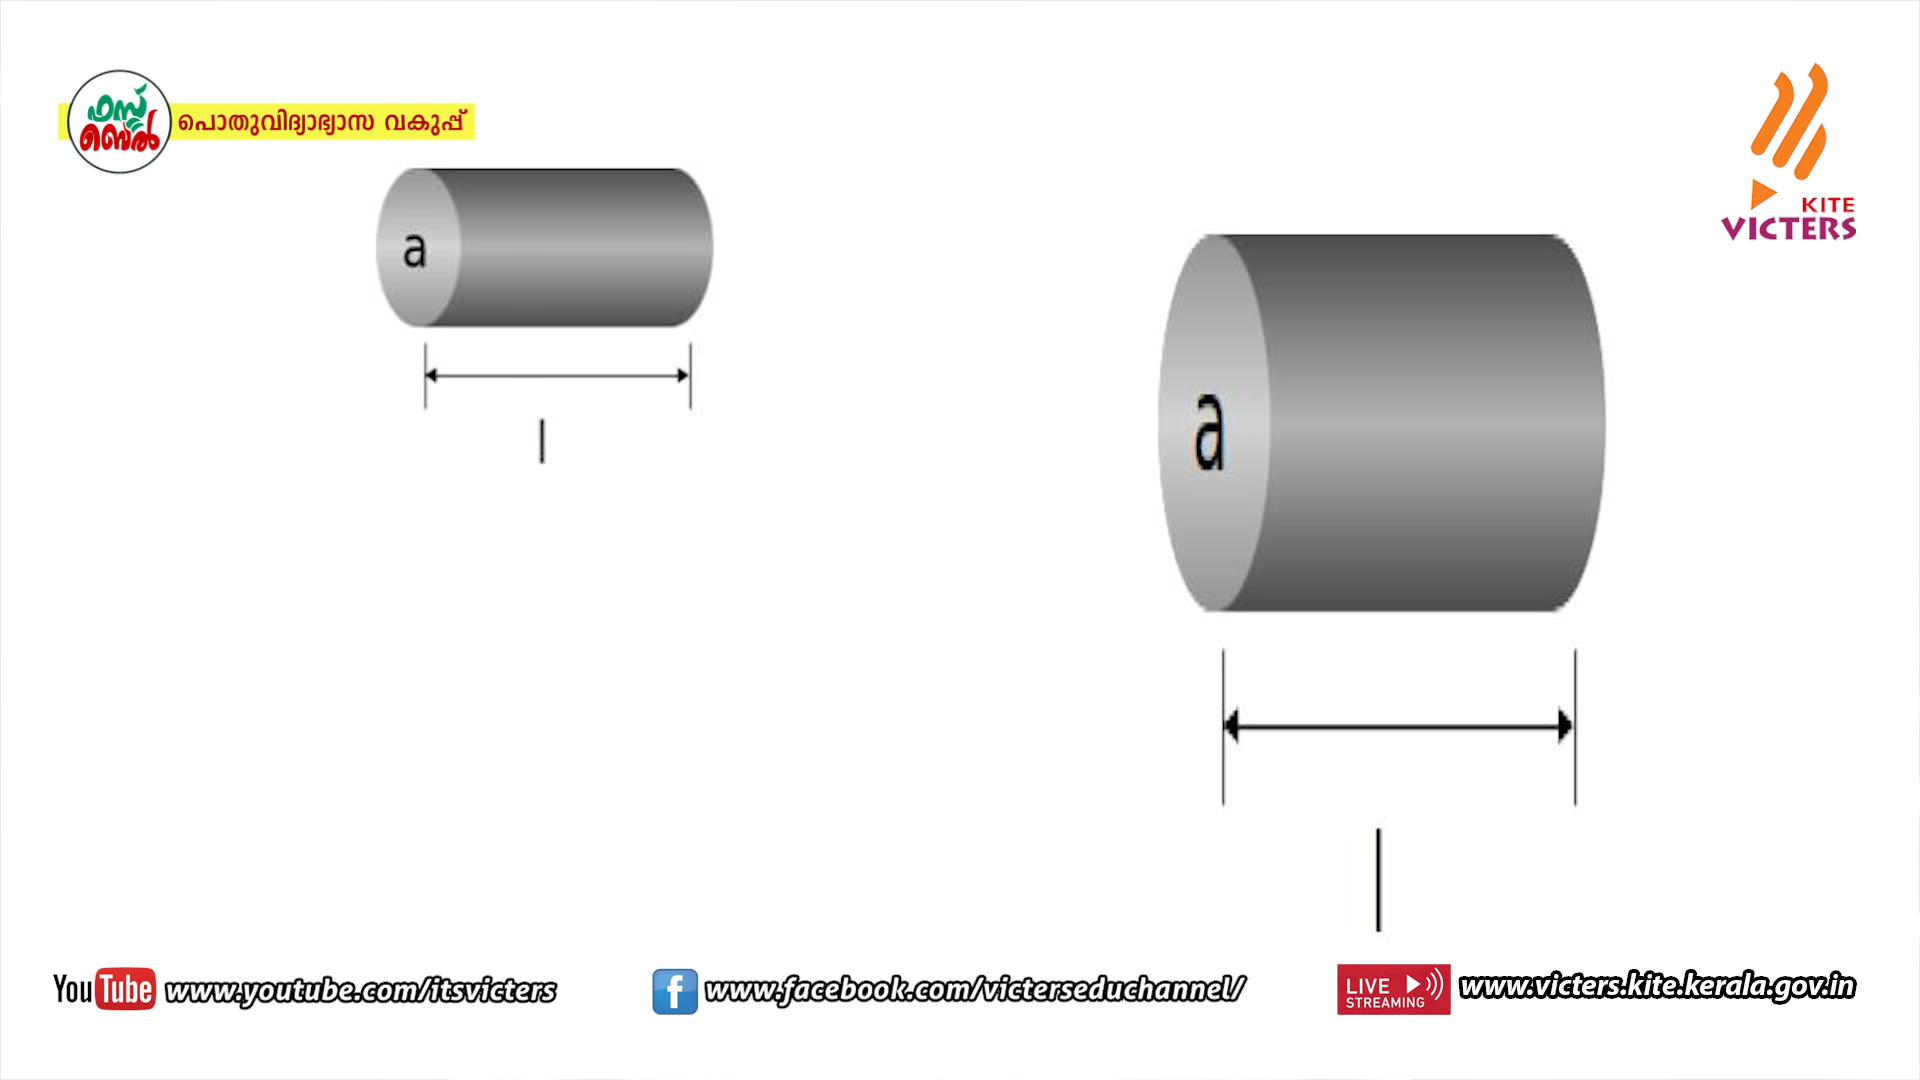 ഫസ്റ്റ്
ബെൽ
പൊതുവിദ്യാഭ്യാസ വകുപ്പ്
KITE
VICTERS
a
l
a
l
YouTube www.youtube.com/itsvicters
f www.facebook.com/victerseduchannel/
LIVE STREAMING www.victers.kite.kerala.gov.in